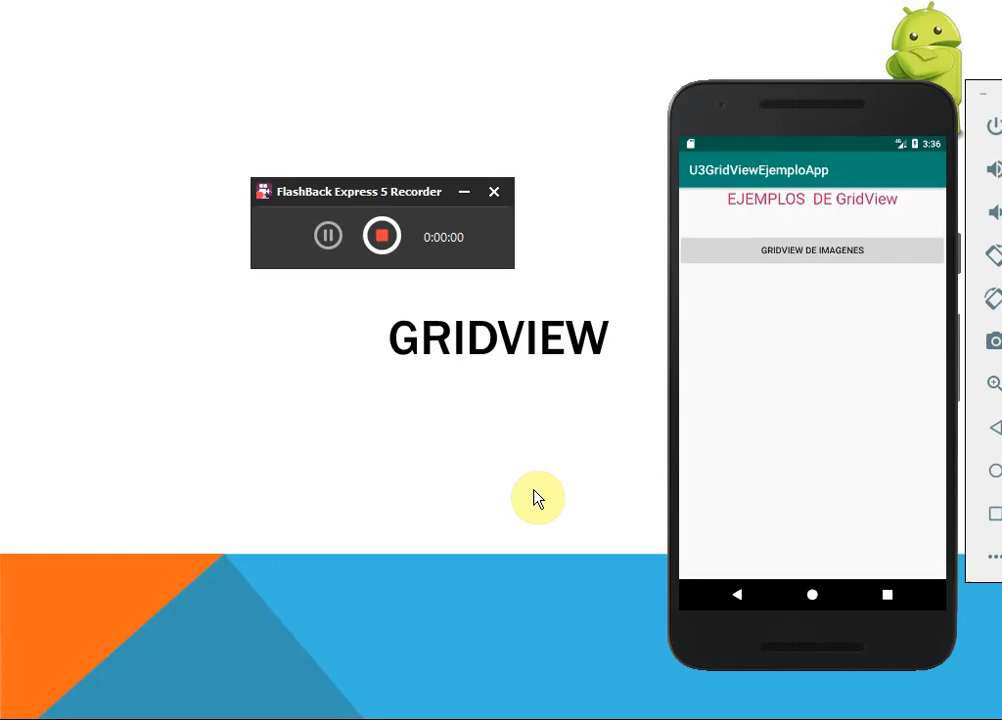 FlashBack Express 5 Recorder
0:00:00
GRIDVIEW
3:36
U3GridViewEjemploApp
EJEMPLOS DE GridView
GRIDVIEW DE IMAGENES